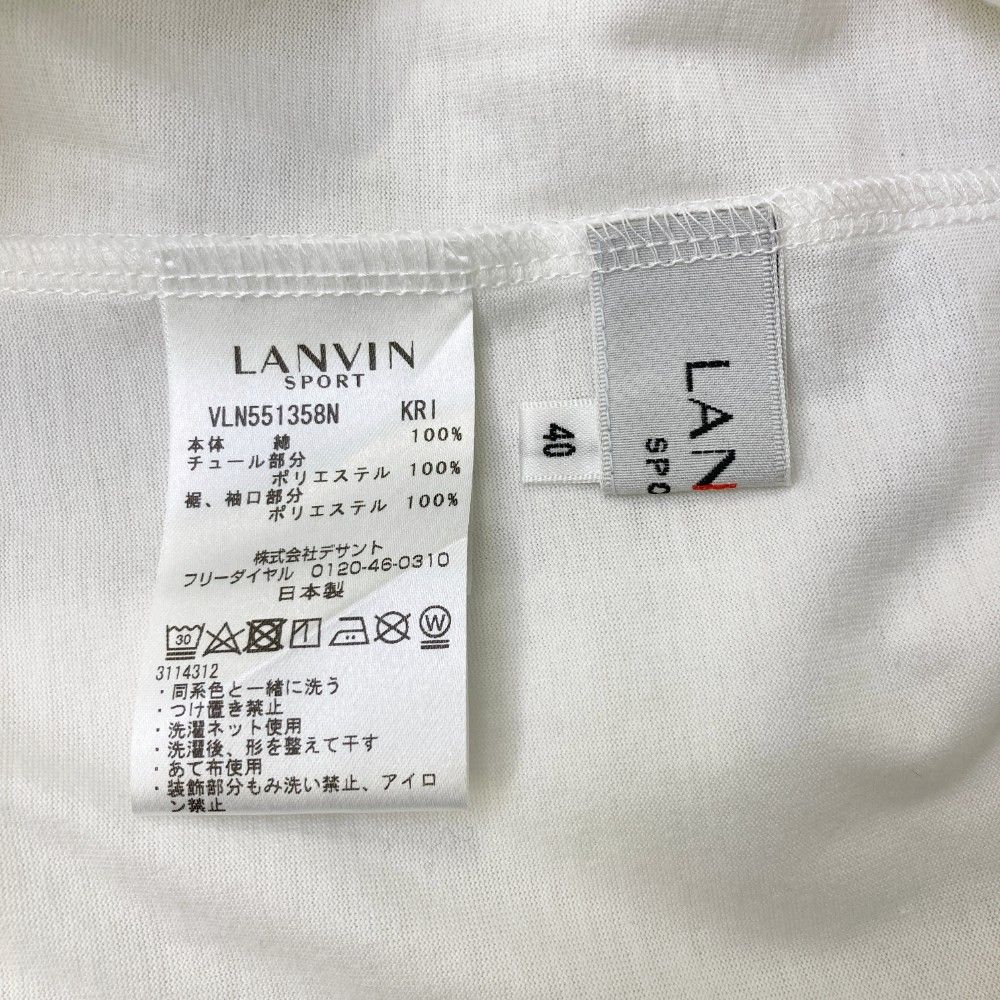 LANVIN
SPORT
VLN551358N KRI
本体 綿 100%
チュール部分
ポリエステル 100%
裾、袖口部分
ポリエステル 100%
株式会社デサント
フリーダイヤル 0120-46-0310
日本製
30 W
3114312
・同系色と一緒に洗う
・つけ置き禁止
・洗濯ネット使用
・洗濯後、形を整えて干す
・あて布使用
・装飾部分もみ洗い禁止、アイロ
ン禁止
40
LAN
SPO